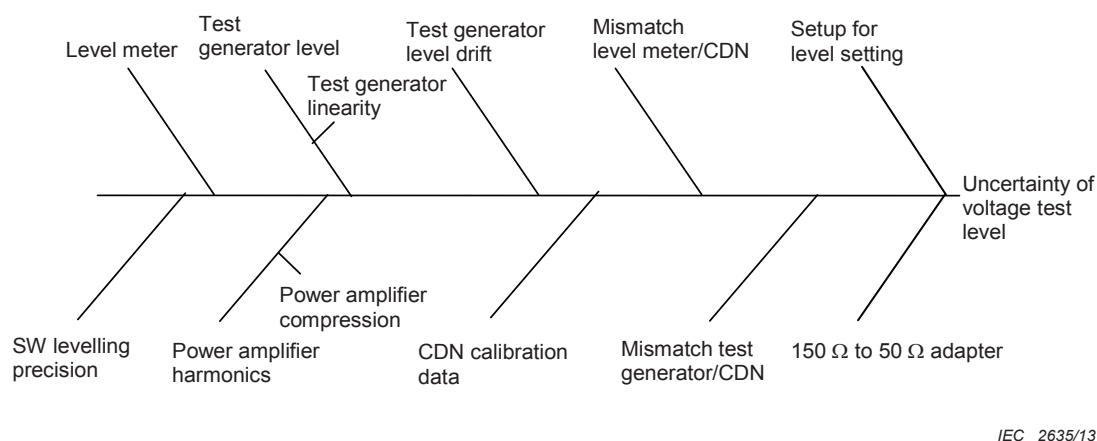 Level meter
Test
generator level
Test generator
linearity
Test generator
level drift
Mismatch
level meter/CDN
Setup for
level setting
Uncertainty of
voltage test
level
SW levelling
precision
Power amplifier
harmonics
Power amplifier
compression
CDN calibration
data
Mismatch test
generator/CDN
150 Ω to 50 Ω adapter
IEC 2635/13